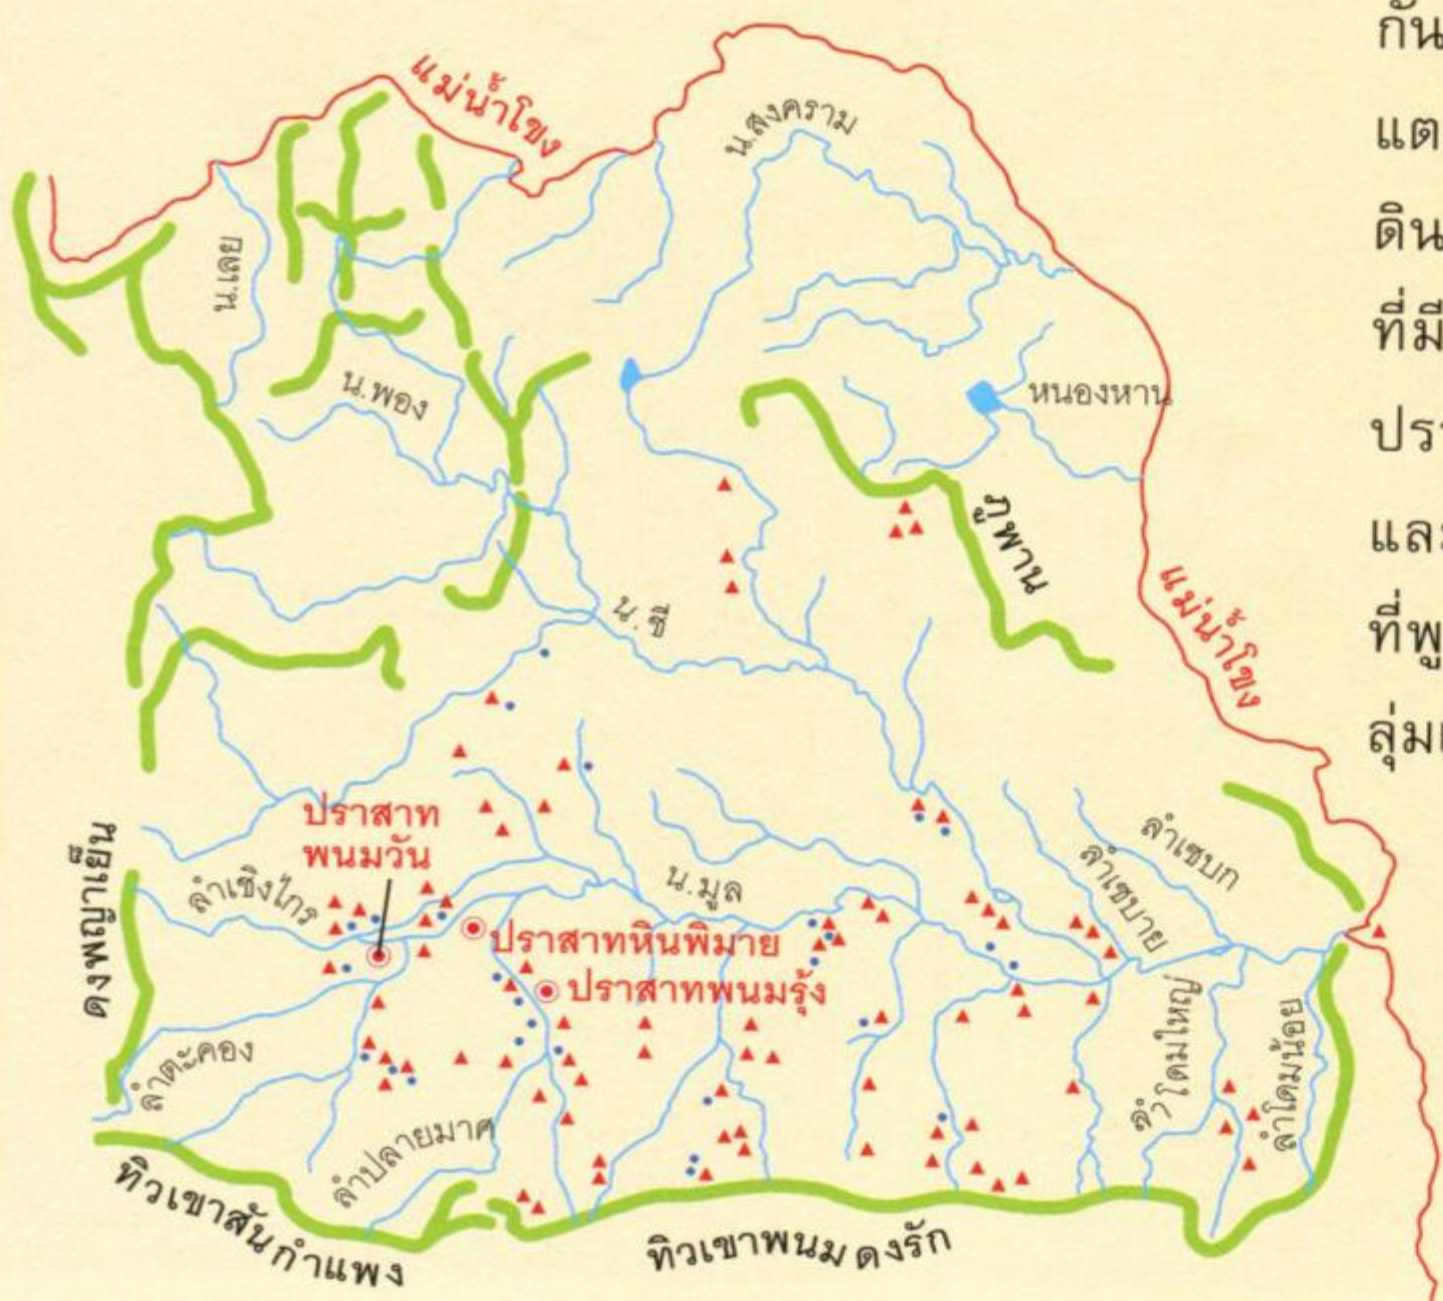 แม่น้ำโขง
น.สงคราม
น.เลย
น.พอง
หนองหาน
ภูพาน
น.ชี
แม่น้ำโขง
ปราสาท
พนมวัน
ดงพญาเย็น
ลำเชิงไกร
น.มูล
ลำเซบก
ลำเซบาย
ปราสาทหินพิมาย
ปราสาทพนมรุ้ง
ลำตะคอง
ลำปลายมาศ
ลำโดมใหญ่
ลำโดมน้อย
ทิวเขาสันกำแพง
ทิวเขาพนมดงรัก
กัน
แต
ดิน
ที่มี
ปรา
และ
ที่พู
ลุ่มแ